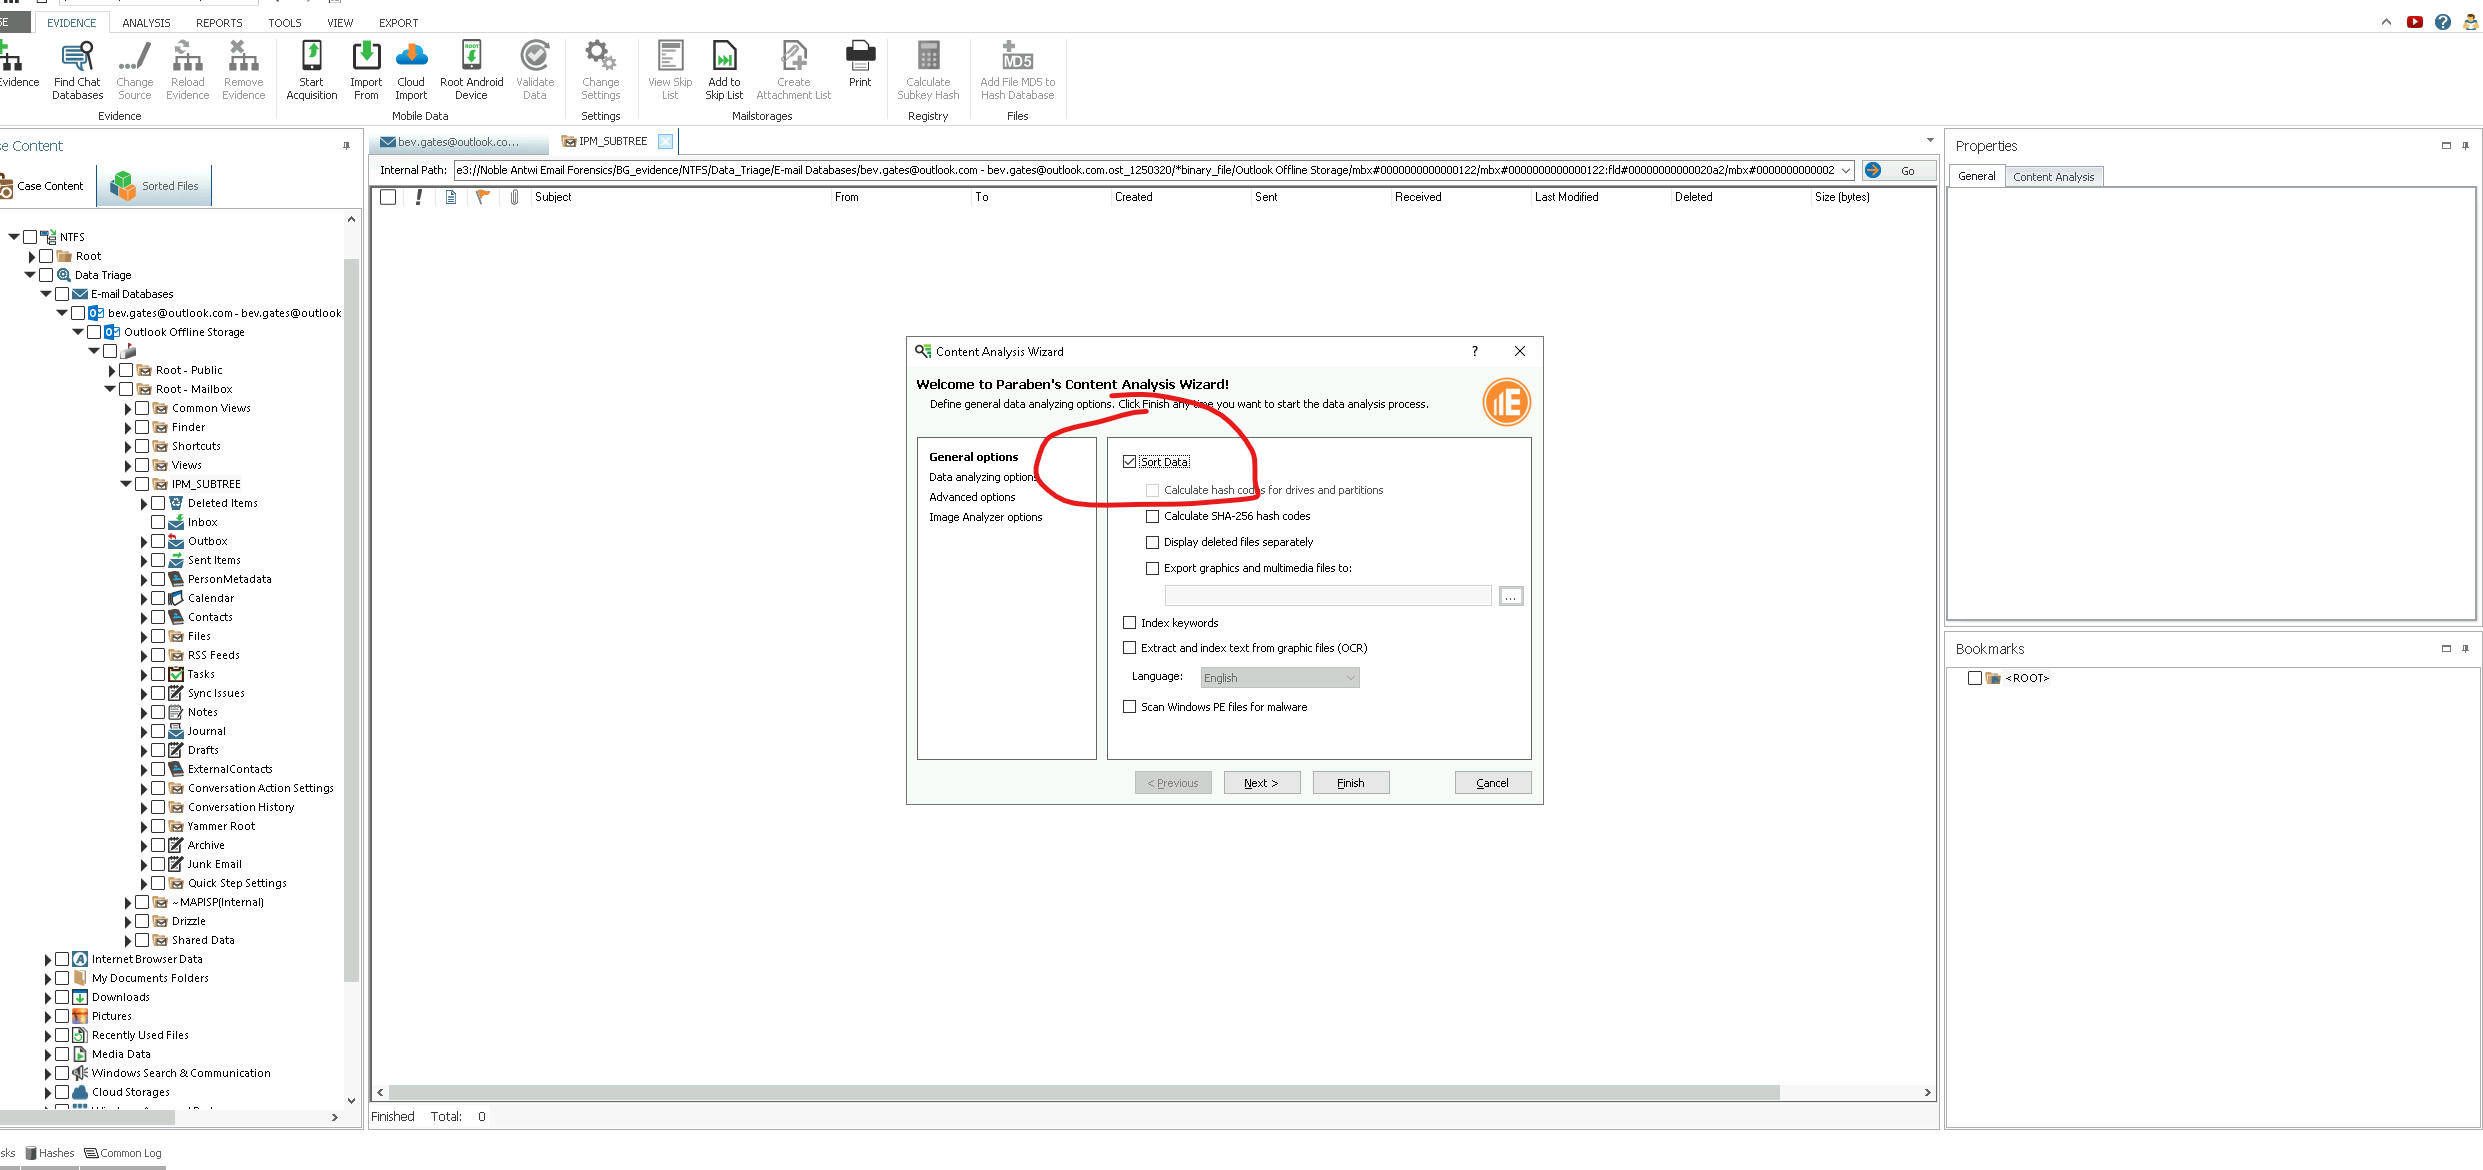 SE EVIDENCE ANALYSIS REPORTS TOOLS VIEW EXPORT
Evidence
Find Chat Databases
Change Source
Reload Evidence
Remove Evidence
Start Acquisition
Import From
Cloud Import
ROOT
Root Android Device
Validate Data
Change Settings
View Skip List
Add to Skip List
Create Attachment List
Print
Calculate Subkey Hash
MD5
Add File MD5 to Hash Database
Evidence Mobile Data Settings Mailstorages Registry Files
se Content
Case Content Sorted Files
NTFS
Root
Data Triage
E-mail Databases
bev.gates@outlook.com - bev.gates@outlook
Outlook Offline Storage
Root - Public
Root - Mailbox
Common Views
Finder
Shortcuts
Views
IPM_SUBTREE
Deleted Items
Inbox
Outbox
Sent Items
PersonMetadata
Calendar
Contacts
Files
RSS Feeds
Tasks
Sync Issues
Notes
Journal
Drafts
ExternalContacts
Conversation Action Settings
Conversation History
Yammer Root
Archive
Junk Email
Quick Step Settings
~MAPISP(Internal)
Drizzle
Shared Data
Internet Browser Data
My Documents Folders
Downloads
Pictures
Recently Used Files
Media Data
Windows Search & Communication
Cloud Storages
bev.gates@outlook.co... IPM_SUBTREE
Internal Path: e3://Noble Antwi Email Forensics/BG_evidence/NTFS/Data_Triage/E-mail Databases/bev.gates@outlook.com - bev.gates@outlook.com.ost_1250320/*binary_file/Outlook Offline Storage/mbx#0000000000000122/mbx#0000000000000122:fld#00000000000020a2/mbx#0000000000002 Go
Subject From To Created Sent Received Last Modified Deleted Size (bytes)
Content Analysis Wizard ?
Welcome to Paraben's Content Analysis Wizard!
Define general data analyzing options. Click Finish any time you want to start the data analysis process.
General options
Data analyzing options
Advanced options
Image Analyzer options
Sort Data
Calculate hash codes for drives and partitions
Calculate SHA-256 hash codes
Display deleted files separately
Export graphics and multimedia files to:
...
Index keywords
Extract and index text from graphic files (OCR)
Language: English
Scan Windows PE files for malware
< Previous Next > Finish Cancel
Finished Total: 0
Properties
General Content Analysis
Bookmarks
<ROOT>
sks Hashes Common Log